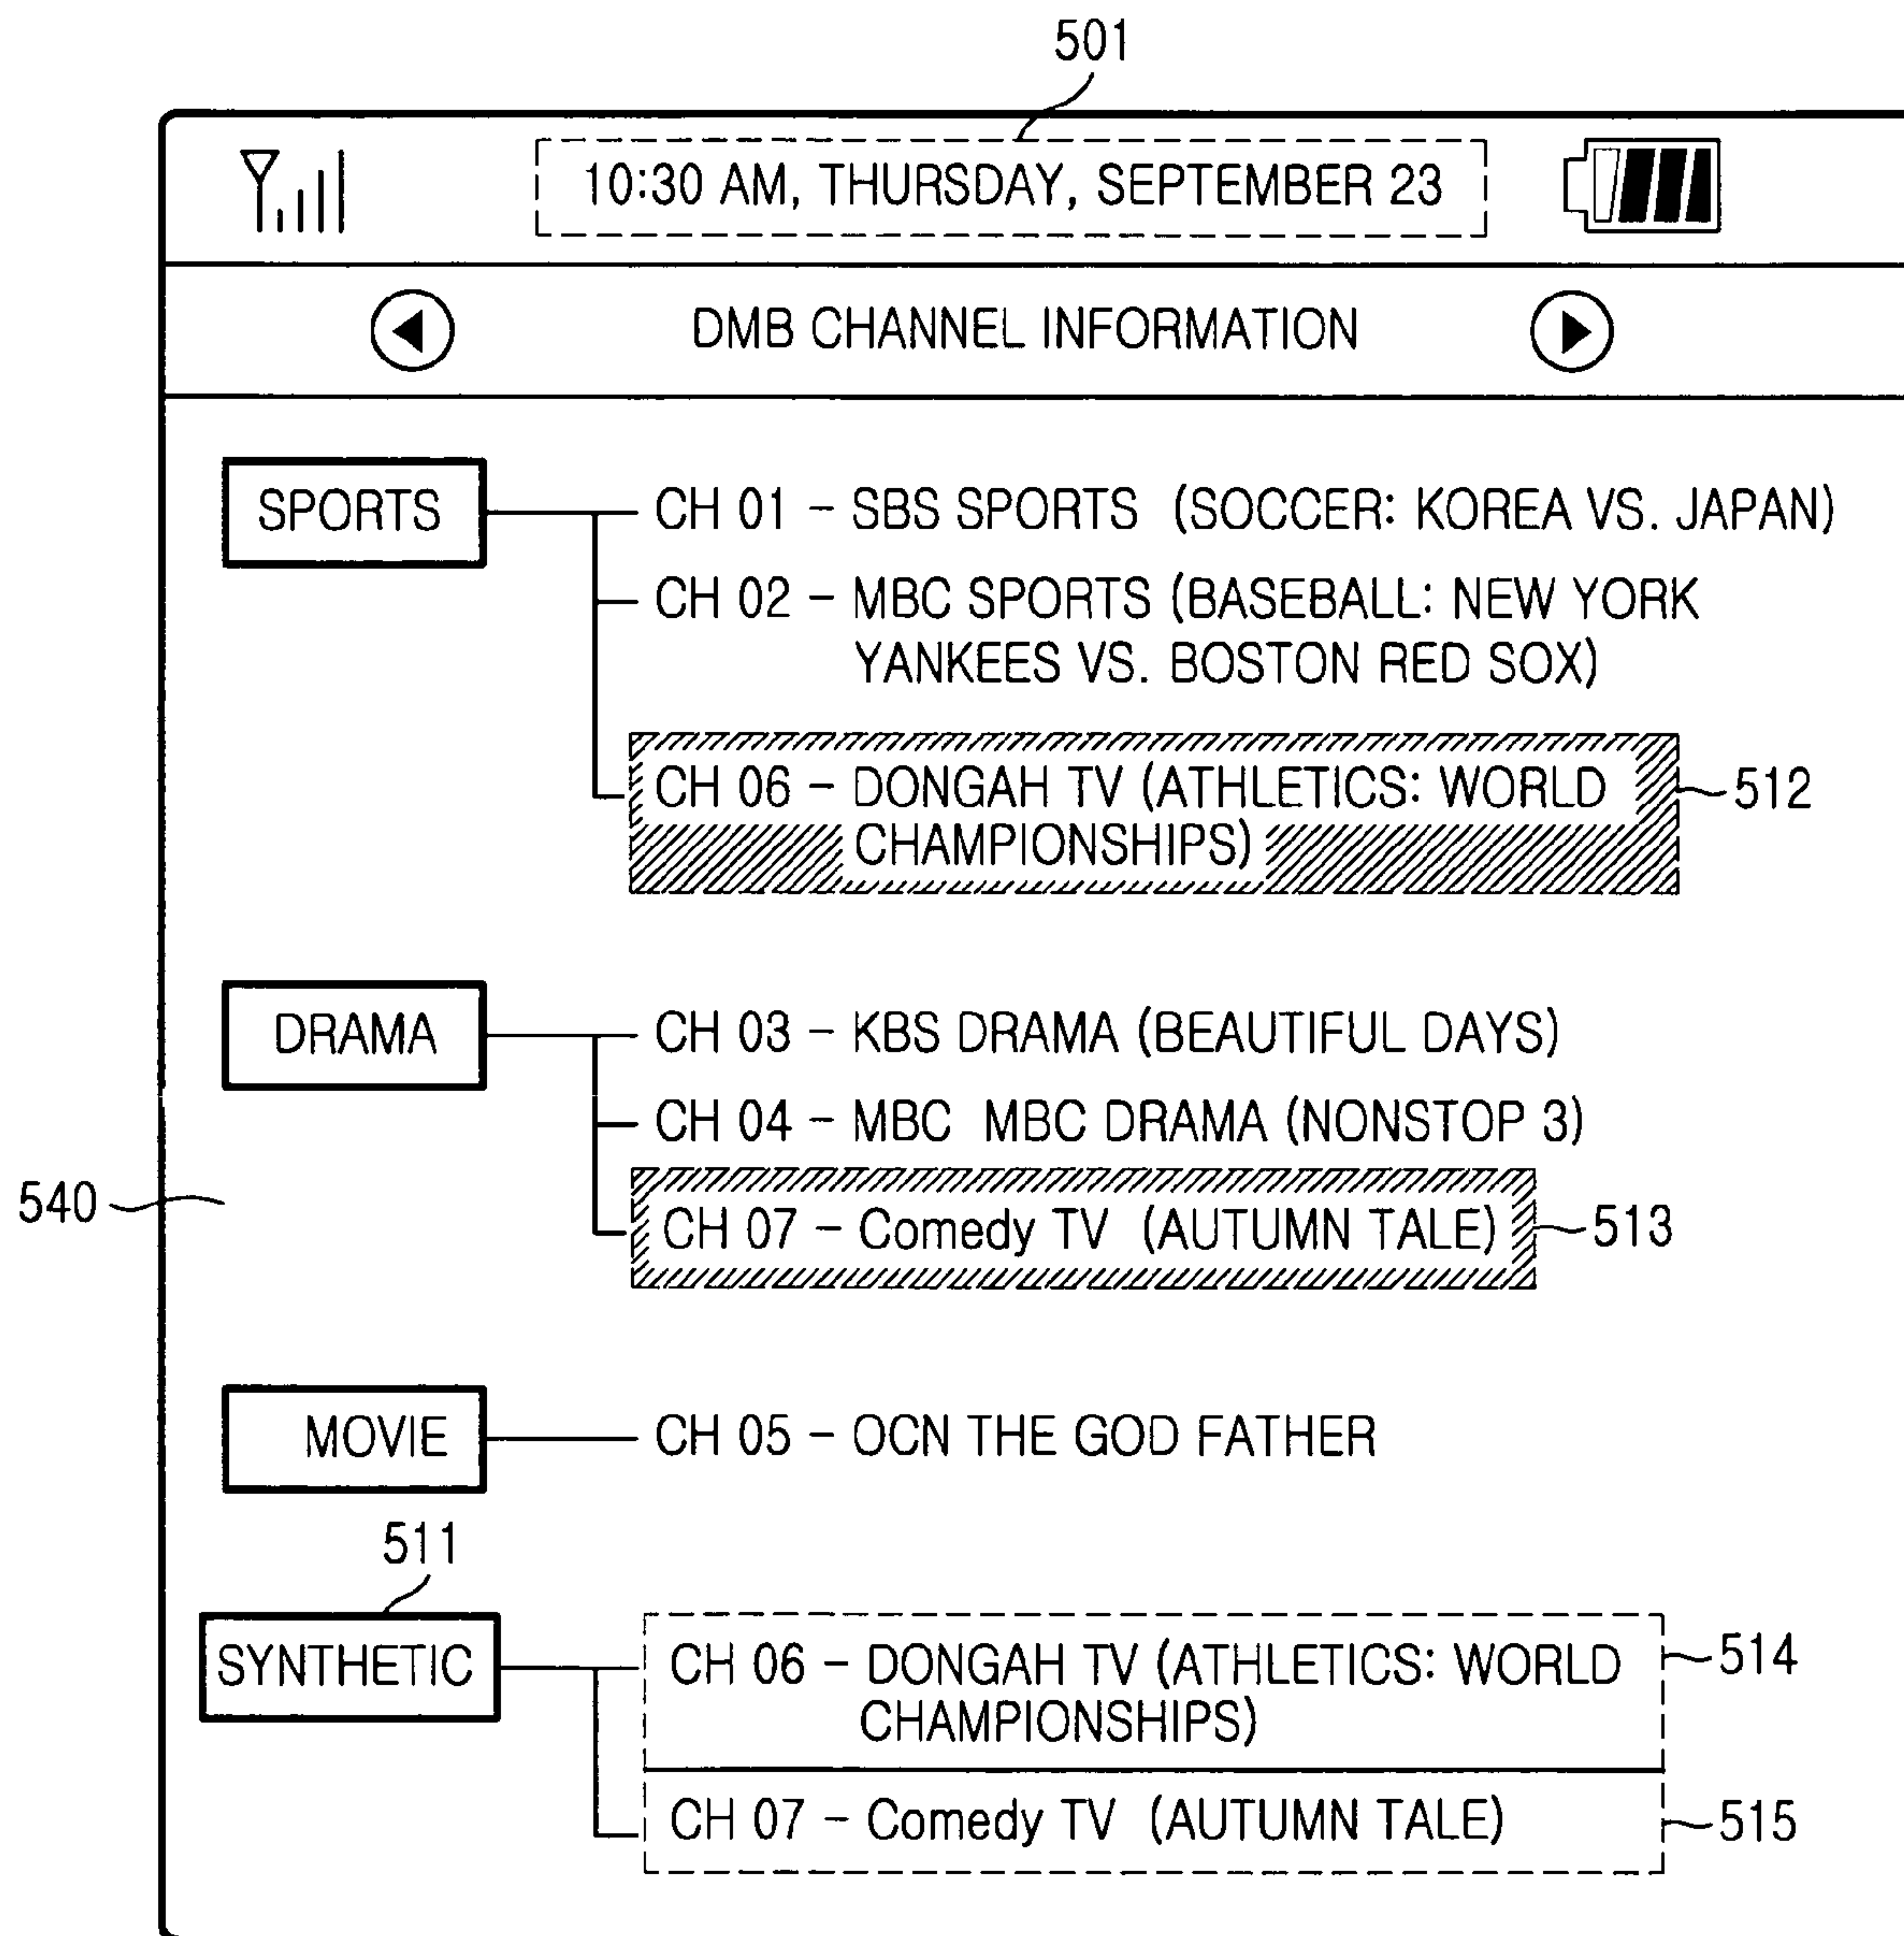 501
10:30 AM, THURSDAY, SEPTEMBER 23
DMB CHANNEL INFORMATION
SPORTS
CH 01 – SBS SPORTS (SOCCER: KOREA VS. JAPAN)
CH 02 – MBC SPORTS (BASEBALL: NEW YORK
YANKEES VS. BOSTON RED SOX)
CH 06 – DONGAH TV (ATHLETICS: WORLD
CHAMPIONSHIPS)
512
DRAMA
CH 03 – KBS DRAMA (BEAUTIFUL DAYS)
CH 04 – MBC MBC DRAMA (NONSTOP 3)
540
CH 07 – Comedy TV (AUTUMN TALE)
513
MOVIE
CH 05 – OCN THE GOD FATHER
511
SYNTHETIC
CH 06 – DONGAH TV (ATHLETICS: WORLD
CHAMPIONSHIPS)
514
CH 07 – Comedy TV (AUTUMN TALE)
515